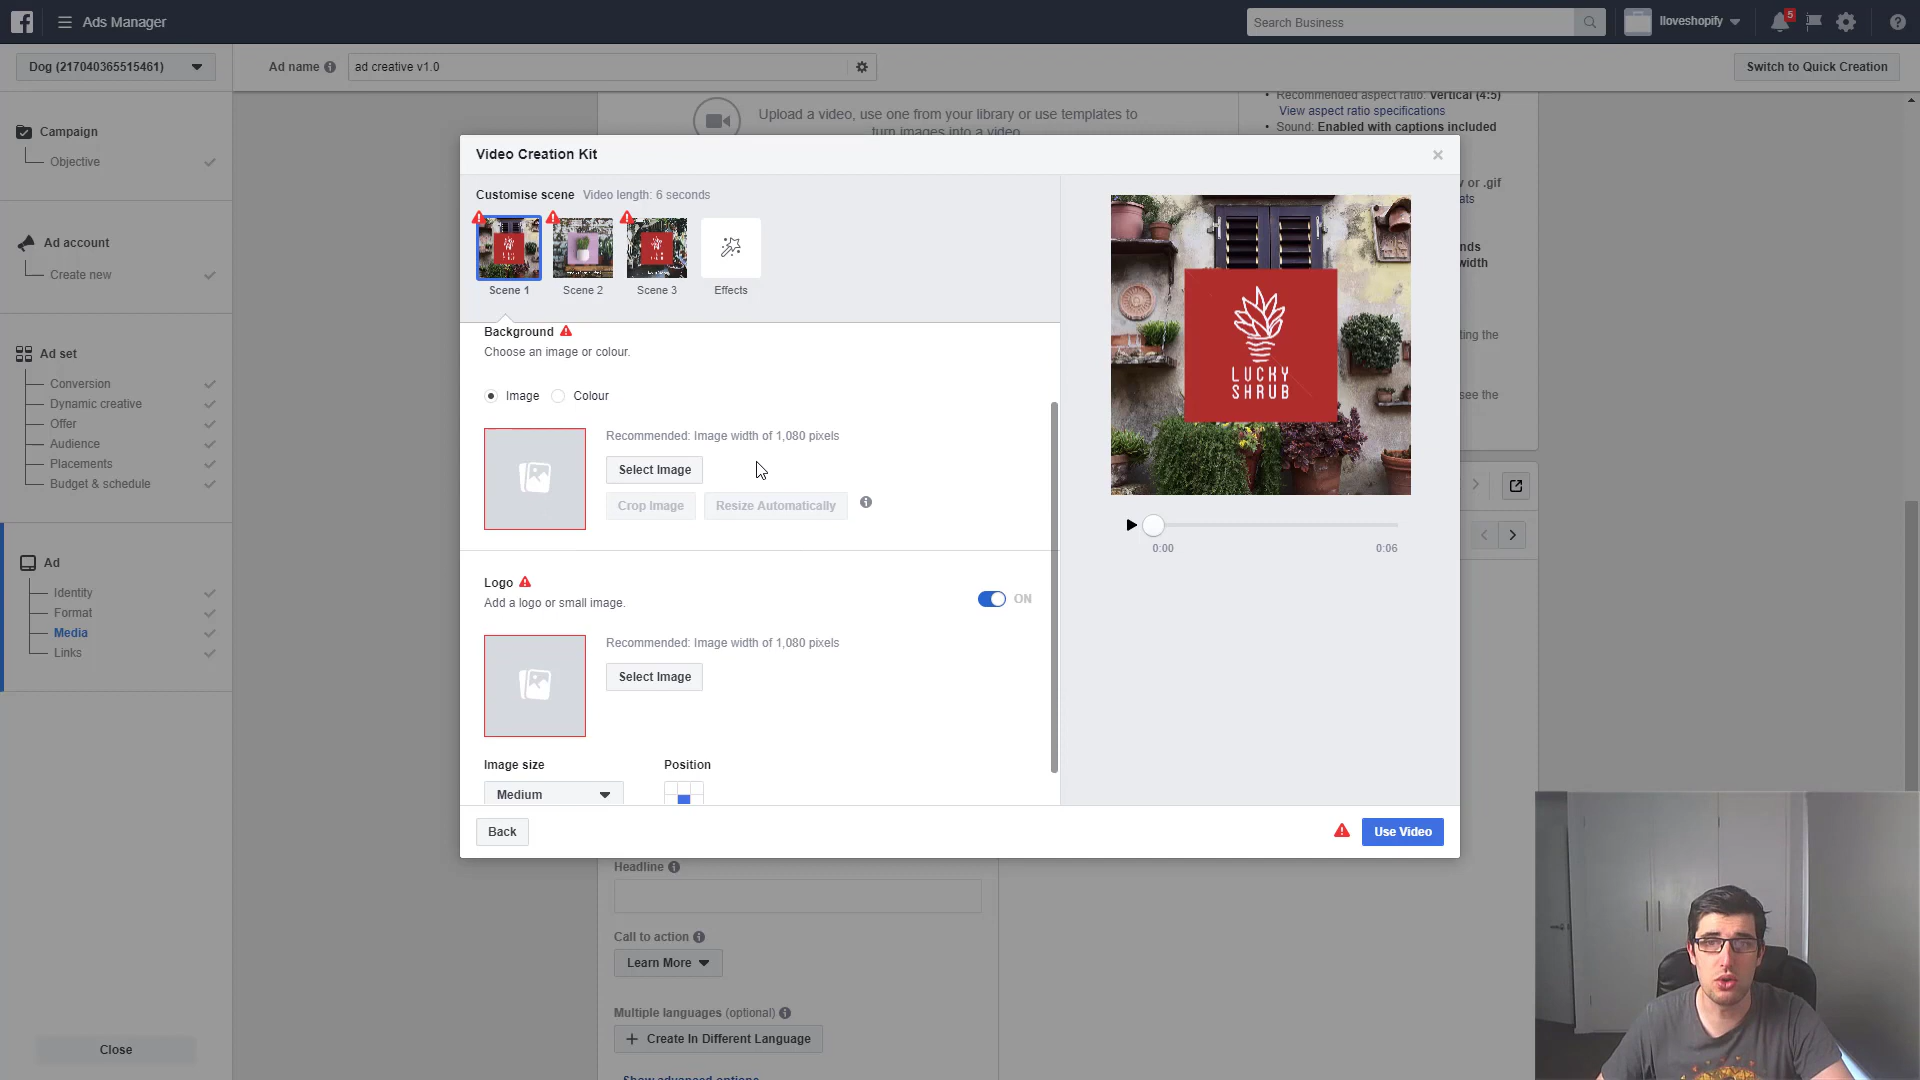 Ads Manager
Search Business
Iloveshopify
5
Dog (217040365515461)
Ad name
ad creative v1.0
Switch to Quick Creation
Campaign
Objective
Ad account
Create new
Ad set
Conversion
Dynamic creative
Offer
Audience
Placements
Budget & schedule
Ad
Identity
Format
Media
Links
Close
Upload a video, use one from your library or use templates to
turn images into a video.
Recommended aspect ratio: Vertical (4:5)
View aspect ratio specifications
Sound: Enabled with captions included
or .gif
width
ting the
see the
Video Creation Kit
Customise scene Video length: 6 seconds
Scene 1
Scene 2
Scene 3
Effects
Background
Choose an image or colour.
Image
Colour
Recommended: Image width of 1,080 pixels
Select Image
Crop Image
Resize Automatically
Logo
Add a logo or small image.
ON
Recommended: Image width of 1,080 pixels
Select Image
Image size
Position
Medium
Back
Use Video
LUCKY
SHRUB
0:00
0:06
Headline
Call to action
Learn More
Multiple languages (optional)
Create In Different Language
Show advanced options